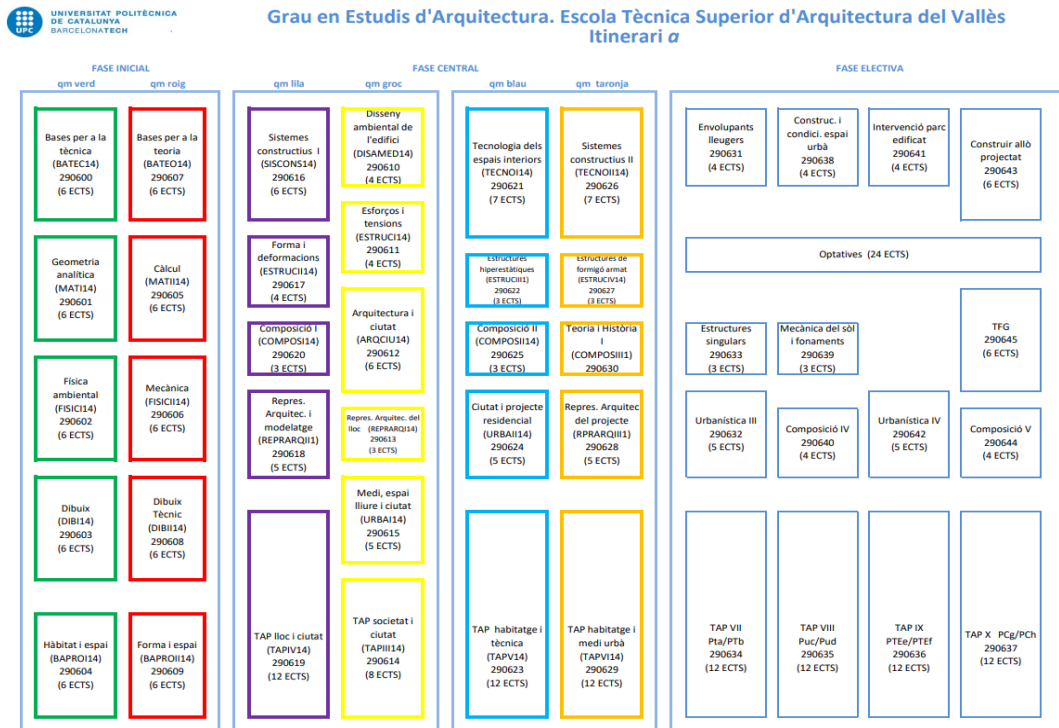 UNIVERSITAT POLITÈCNICA
DE CATALUNYA
BARCELONATECH
UPC
Grau en Estudis d'Arquitectura. Escola Tècnica Superior d'Arquitectura del Vallès
Itinerari α
FASE INICIAL
qm verd
qm roig
Bases per a la
tècnica
(BATEC14)
290600
(6 ECTS)
Geometria
analítica
(MATI14)
290601
(6 ECTS)
Física
ambiental
(FISICI14)
290602
(6 ECTS)
Dibuix
(DIBI14)
290603
(6 ECTS)
Hàbitat i espai
(BAPROI14)
290604
(6 ECTS)
Bases per a la
teoria
(BATEO14)
290607
(6 ECTS)
Càlcul
(MATII14)
290605
(6 ECTS)
Mecànica
(FISICII14)
290606
(6 ECTS)
Dibuix
Tècnic
(DIBII14)
290608
(6 ECTS)
Forma i espai
(BAPROII14)
290609
(6 ECTS)
FASE CENTRAL
qm lila
qm groc
qm blau
qm taronja
Sistemes
constructius I
(SISCONS14)
290616
(6 ECTS)
Forma i
deformacions
(ESTRUCII14)
290617
(4 ECTS)
Composició I
(COMPOSI14)
290620
(3 ECTS)
Repres.
Arquitec. i
modelatge
(REPRARQII1)
290618
(5 ECTS)
TAP lloc i ciutat
(TAPIV14)
290619
(12 ECTS)
Disseny
ambiental de
l'edifici
(DISAMED14)
290610
(4 ECTS)
Esforços i
tensions
(ESTRUCI14)
290611
(4 ECTS)
Arquitectura i
ciutat
(ARQCIU14)
290612
(6 ECTS)
Repres. Arquitec. del
lloc (REPRARQI14)
290613
(3 ECTS)
Medi, espai
lliure i ciutat
(URBAI14)
290615
(5 ECTS)
TAP societat i
ciutat
(TAPIII14)
290614
(8 ECTS)
Tecnologia dels
espais interiors
(TECNOI14)
290621
(7 ECTS)
Estructures
hiperestàtiques
(ESTRUCIII1)
290622
(3 ECTS)
Composició II
(COMPOSII14)
290625
(3 ECTS)
Ciutat i projecte
residencial
(URBAII14)
290624
(5 ECTS)
TAP habitatge i
tècnica
(TAPV14)
290623
(12 ECTS)
Sistemes
constructius II
(TECNOII14)
290626
(7 ECTS)
Estructures de
formigó armat
(ESTRUCIV14)
290627
(3 ECTS)
Teoria i Història
I
(COMPOSIII1)
290630
Repres. Arquitec
del projecte
(RPRARQIII1)
290628
(5 ECTS)
TAP habitatge i
medi urbà
(TAPVI14)
290629
(12 ECTS)
FASE ELECTIVA
Envolupants
lleugers
290631
(4 ECTS)
Construc. i
condici. espai
urbà
290638
(4 ECTS)
Intervenció parc
edificat
290641
(4 ECTS)
Construir allò
projectat
290643
(6 ECTS)
Optatives (24 ECTS)
Estructures
singulars
290633
(3 ECTS)
Mecànica del sòl
i fonaments
290639
(3 ECTS)
TFG
290645
(6 ECTS)
Urbanística III
290632
(5 ECTS)
Composició IV
290640
(4 ECTS)
Urbanística IV
290642
(5 ECTS)
Composició V
290644
(4 ECTS)
TAP VII
Pta/PTb
290634
(12 ECTS)
TAP VIII
Puc/Pud
290635
(12 ECTS)
TAP IX
PTEe/PTEf
290636
(12 ECTS)
TAP X PCg/PCh
290637
(12 ECTS)